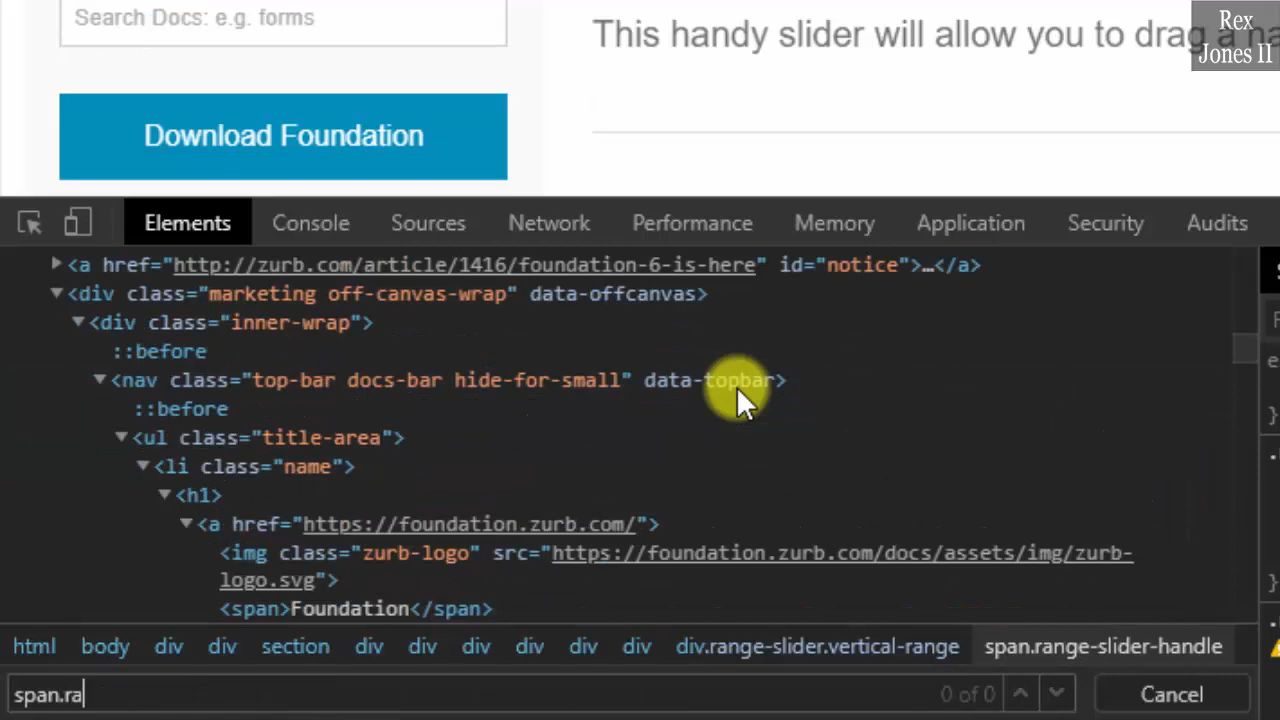 Search Docs: e.g. forms
This handy slider will allow you to drag a
Rex
Jones II
Download Foundation
Elements Console Sources Network Performance Memory Application Security Audits
<a href="http://zurb.com/article/1416/foundation-6-is-here" id="notice">…</a>
<div class="marketing off-canvas-wrap" data-offcanvas>
<div class="inner-wrap">
::before
<nav class="top-bar docs-bar hide-for-small" data-topbar>
::before
<ul class="title-area">
<li class="name">
<h1>
<a href="https://foundation.zurb.com/">
<img class="zurb-logo" src="https://foundation.zurb.com/docs/assets/img/zurb-
logo.svg">
<span>Foundation</span>
html body div div section div div div div div div div.range-slider.vertical-range span.range-slider-handle
span.ra 0 of 0 Cancel